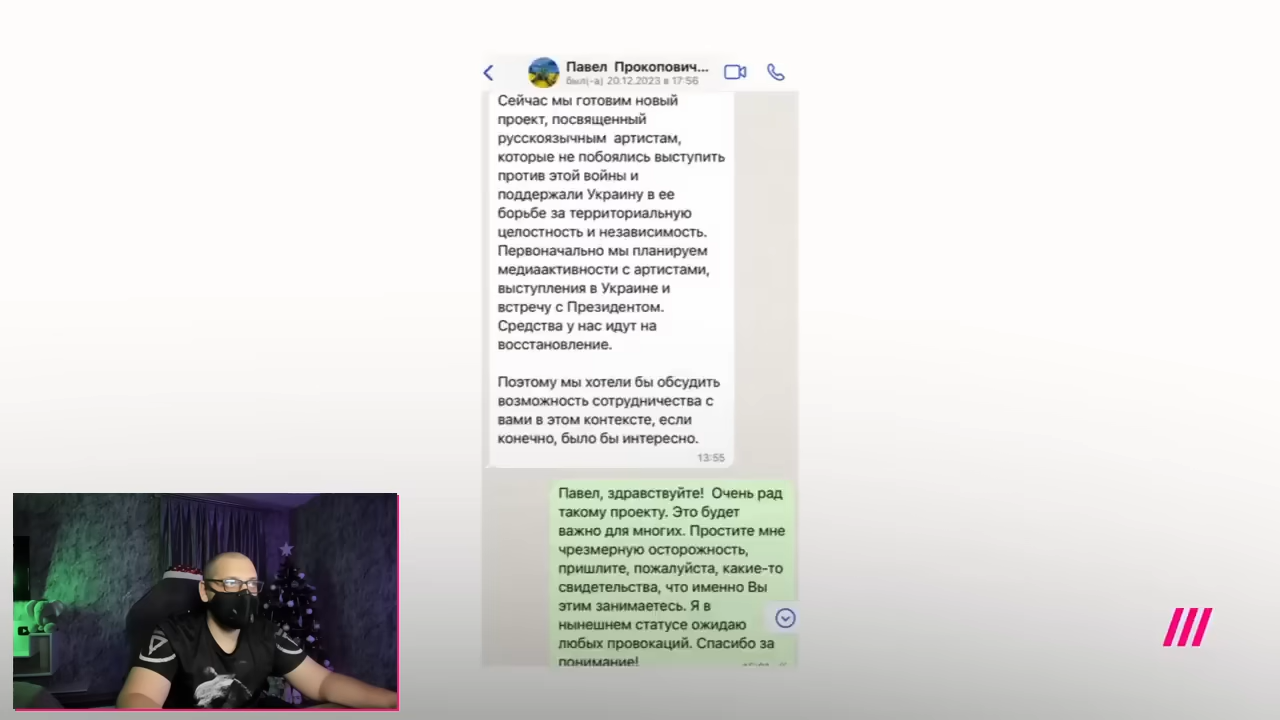 Павел Прокопович...
был(-а) 20.12.2023 в 17:56
Сейчас мы готовим новый
проект, посвященный
русскоязычным артистам,
которые не побоялись выступить
против этой войны и
поддержали Украину в ее
борьбе за территориальную
целостность и независимость.
Первоначально мы планируем
медиаактивности с артистами,
выступления в Украине и
встречу с Президентом.
Средства у нас идут на
восстановление.
Поэтому мы хотели бы обсудить
возможность сотрудничества с
вами в этом контексте, если
конечно, было бы интересно.
13:55
Павел, здравствуйте! Очень рад
такому проекту. Это будет
важно для многих. Простите мне
чрезмерную осторожность,
пришлите, пожалуйста, какие-то
свидетельства, что именно Вы
этим занимаетесь. Я в
нынешнем статусе ожидаю
любых провокаций. Спасибо за
понимание!